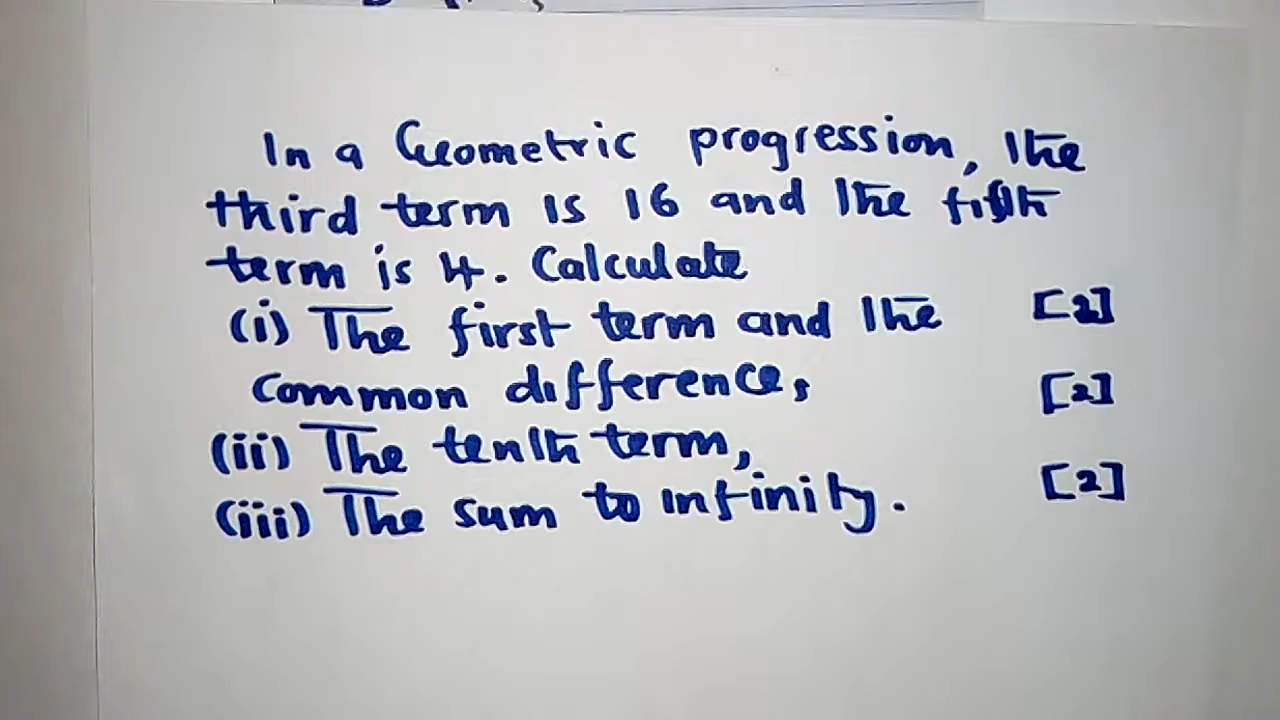 In a Geometric progression, the
third term is 16 and the fifth
term is 4. Calculate
(i) The first term and the [2]
common difference, [2]
(ii) The tenth term,
(iii) The sum to infinity. [2]